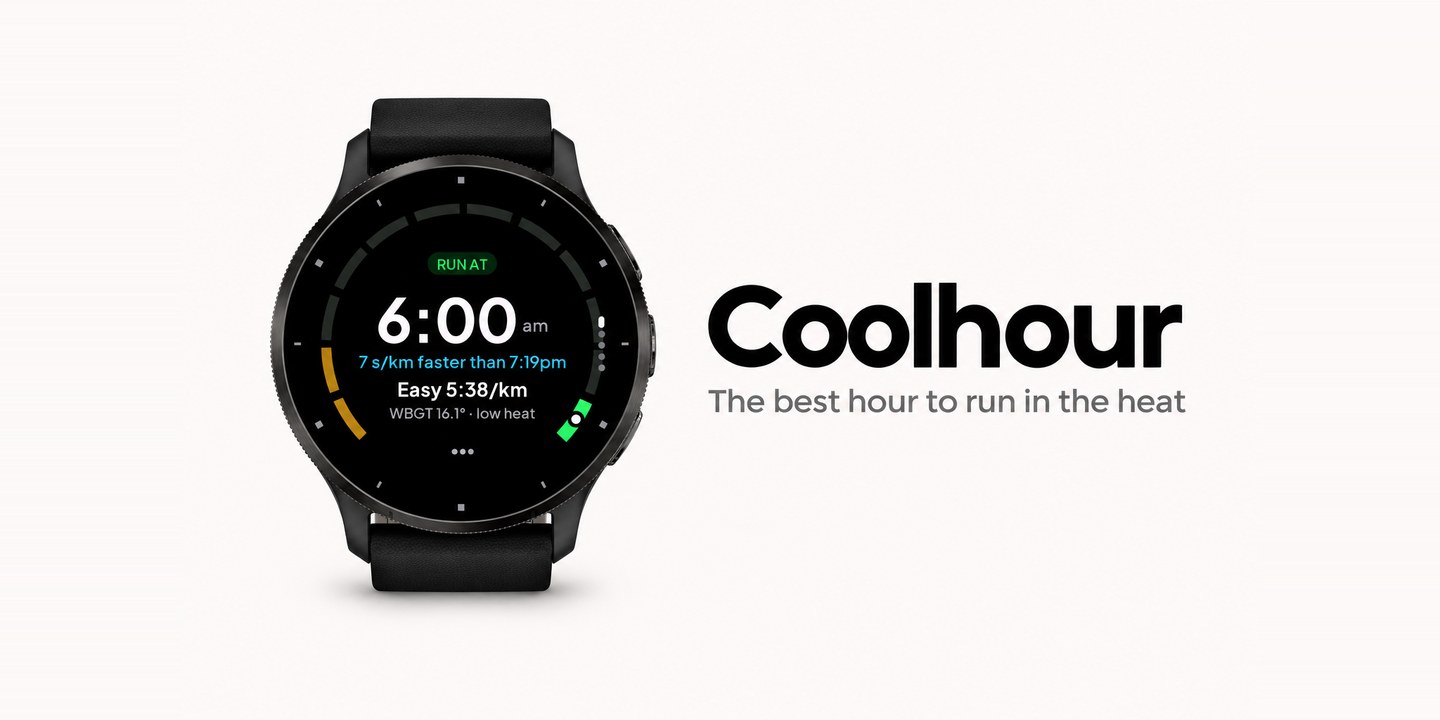 RUN AT
6:00 am
7 s/km faster than 7:19pm
Easy 5:38/km
WBGT 16.1° · low heat
Coolhour
The best hour to run in the heat